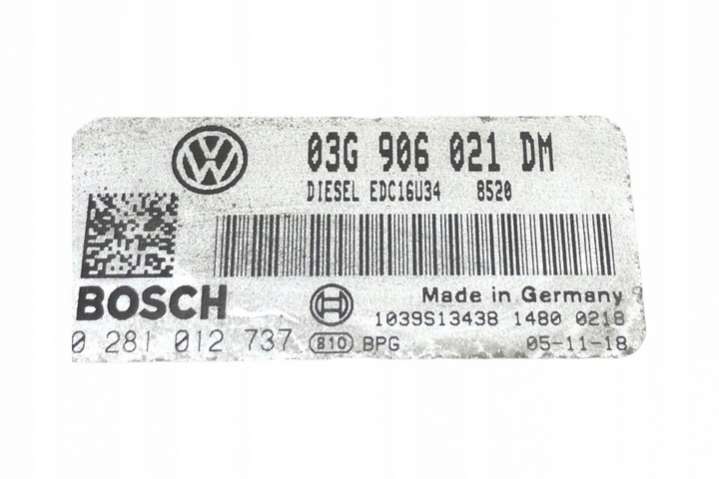 03G 906 021 DM
DIESEL EDC16U34 8520
BOSCH
Made in Germany
1039S13438 1480 0218
0 281 012 737 810 BPG 05-11-18